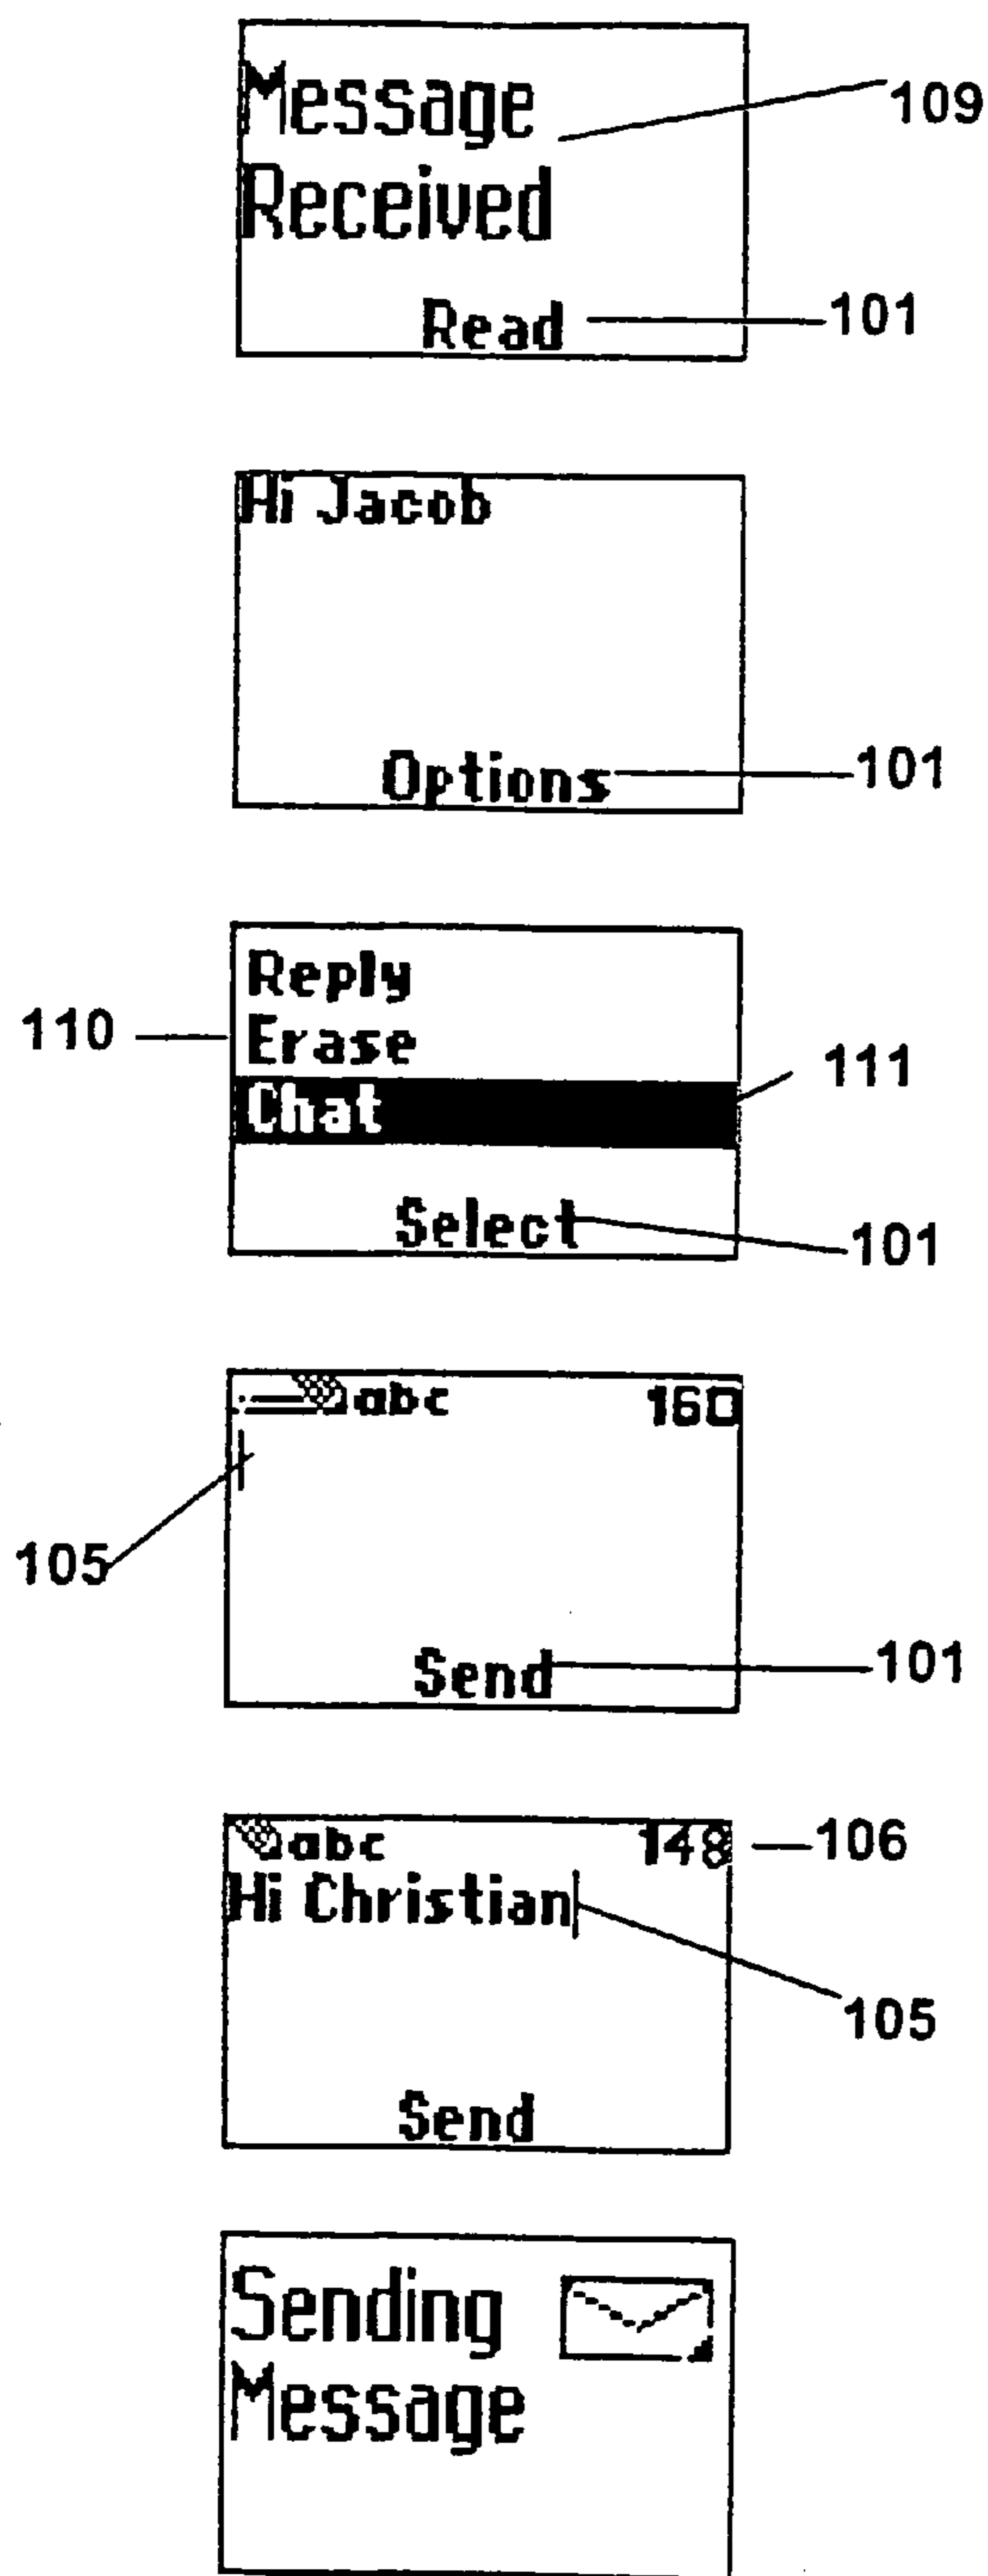 Message
109
Received
Read
101
Hi Jacob
Options
101
Reply
110
Erase
111
Chat
Select
101
abc 160
105
Send
101
abc 148
106
Hi Christian
105
Send
Sending
Message